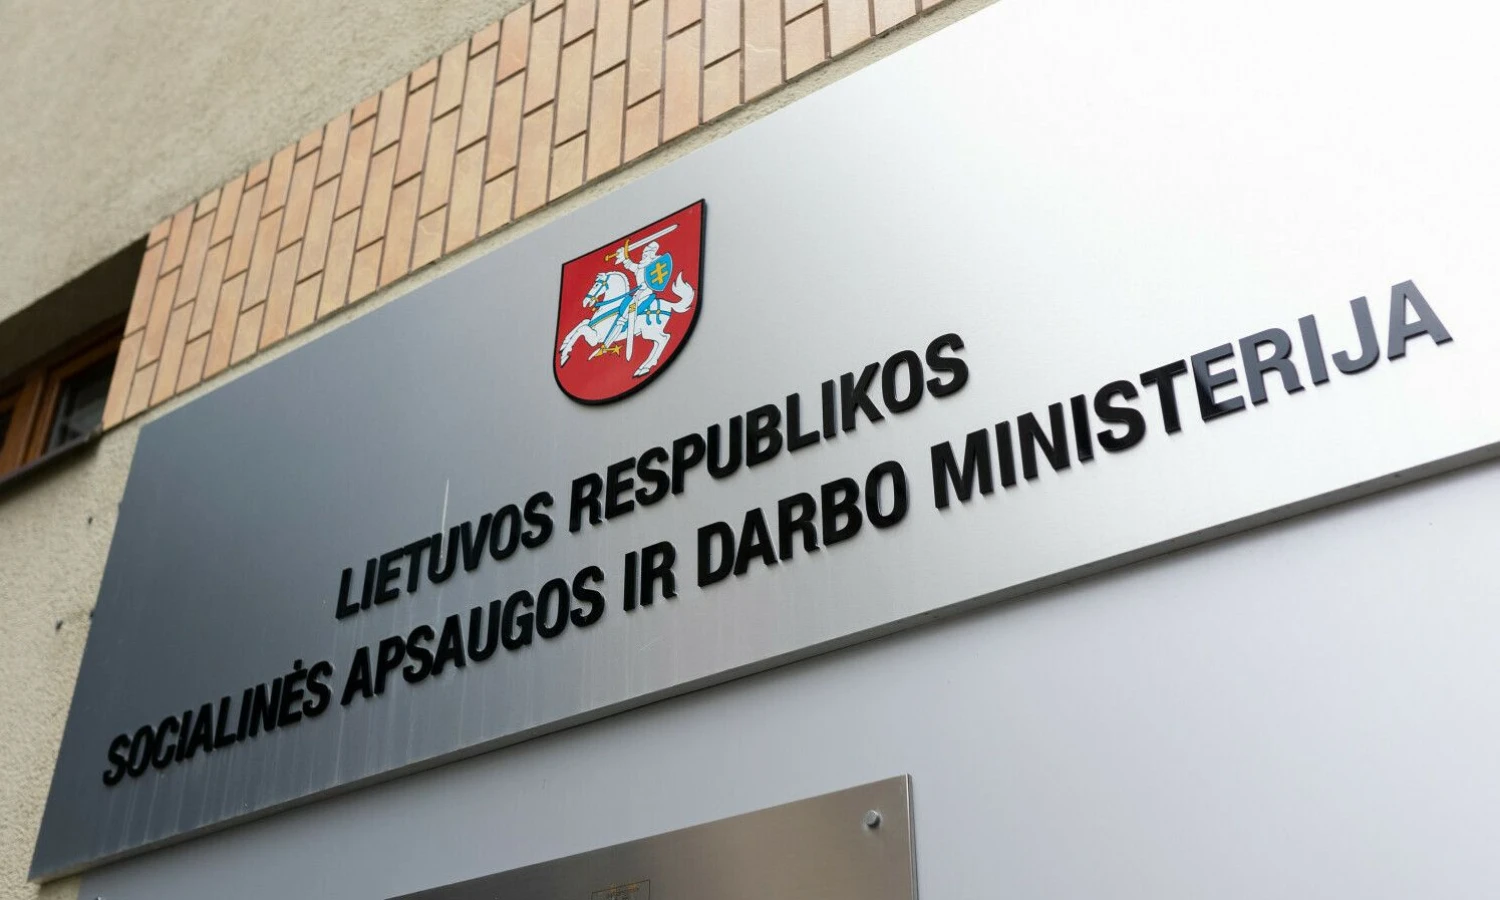 LIETUVOS RESPUBLIKOS
SOCIALINĖS APSAUGOS IR DARBO MINISTERIJA